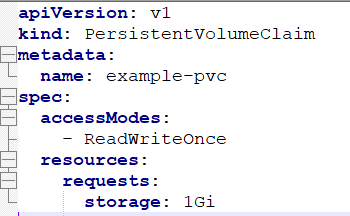 apiVersion: v1
kind: PersistentVolumeClaim
metadata:
  name: example-pvc
spec:
  accessModes:
    - ReadWriteOnce
  resources:
    requests:
      storage: 1Gi